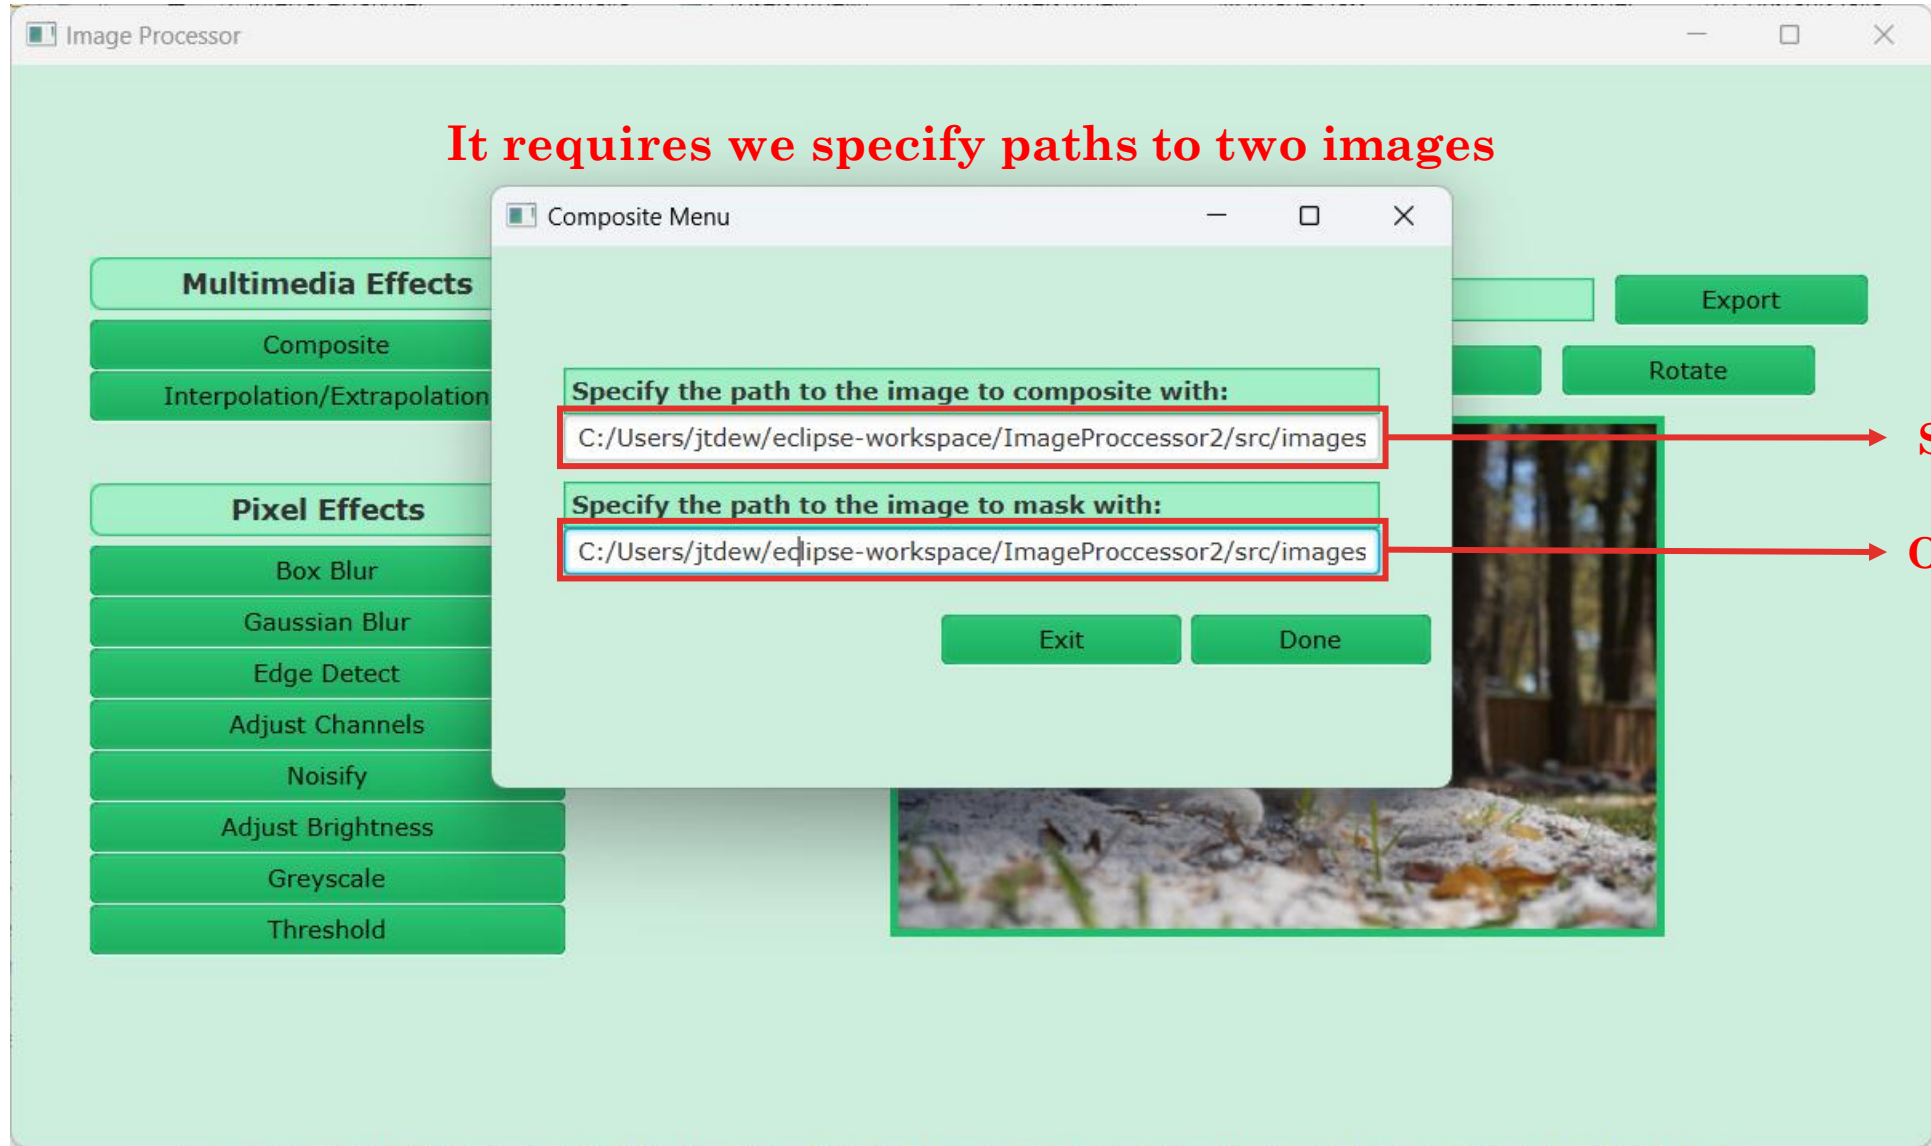 Image Processor
It requires we specify paths to two images
Composite Menu
Multimedia Effects
Export
Composite
Rotate
Interpolation/Extrapolation
Specify the path to the image to composite with:
C:/Users/jtdew/eclipse-workspace/ImageProccessor2/src/images
Specify the path to the image to mask with:
C:/Users/jtdew/eclipse-workspace/ImageProccessor2/src/images
Exit
Done
Pixel Effects
Box Blur
Gaussian Blur
Edge Detect
Adjust Channels
Noisify
Adjust Brightness
Greyscale
Threshold